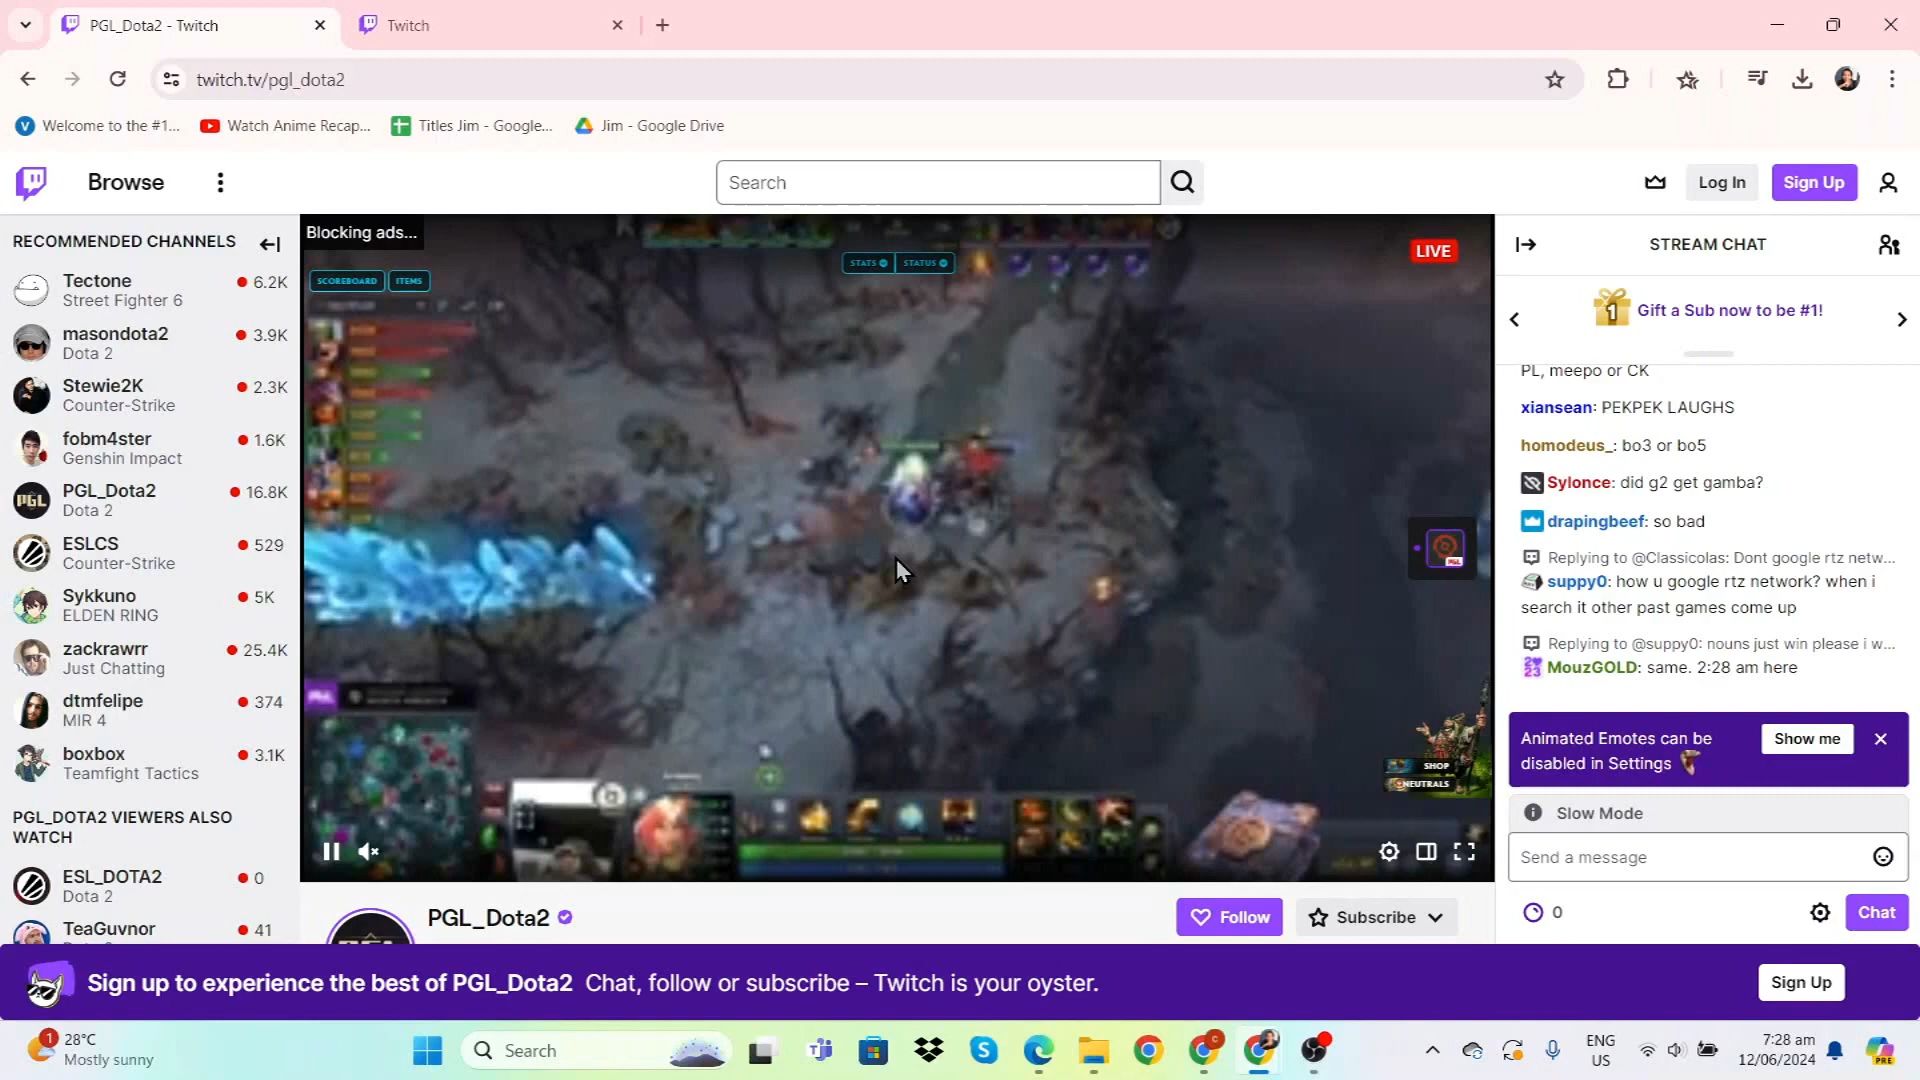 PGL_Dota2 - Twitch
Twitch
twitch.tv/pgl_dota2
Welcome to the #1...
Watch Anime Recap...
Titles Jim - Google...
Jim - Google Drive
Browse
Search
Log In
Sign Up
RECOMMENDED CHANNELS
Tectone
6.2K
Street Fighter 6
masondota2
3.9K
Dota 2
Stewie2K
2.3K
Counter-Strike
fobm4ster
1.6K
Genshin Impact
PGL_Dota2
16.8K
Dota 2
ESLCS
529
Counter-Strike
Sykkuno
5K
ELDEN RING
zackrawrr
25.4K
Just Chatting
dtmfelipe
374
MIR 4
boxbox
3.1K
Teamfight Tactics
PGL_DOTA2 VIEWERS ALSO
WATCH
ESL_DOTA2
0
Dota 2
TeaGuvnor
41
Blocking ads...
LIVE
STATS
STATUS
SCOREBOARD
ITEMS
SHOP
NEUTRALS
PGL_Dota2
Follow
Subscribe
STREAM CHAT
1
Gift a Sub now to be #1!
PL, meepo or CK
xiansean: PEKPEK LAUGHS
homodeus_: bo3 or bo5
Sylonce: did g2 get gamba?
drapingbeef: so bad
Replying to @Classicolas: Dont google rtz netw...
suppy0: how u google rtz network? when i
search it other past games come up
Replying to @suppy0: nouns just win please i w...
MouzGOLD: same. 2:28 am here
Animated Emotes can be
disabled in Settings
Show me
Slow Mode
Send a message
0
Chat
Sign up to experience the best of PGL_Dota2 Chat, follow or subscribe – Twitch is your oyster.
Sign Up
1
28°C
Mostly sunny
Search
ENG
US
7:28 am
12/06/2024
PRE